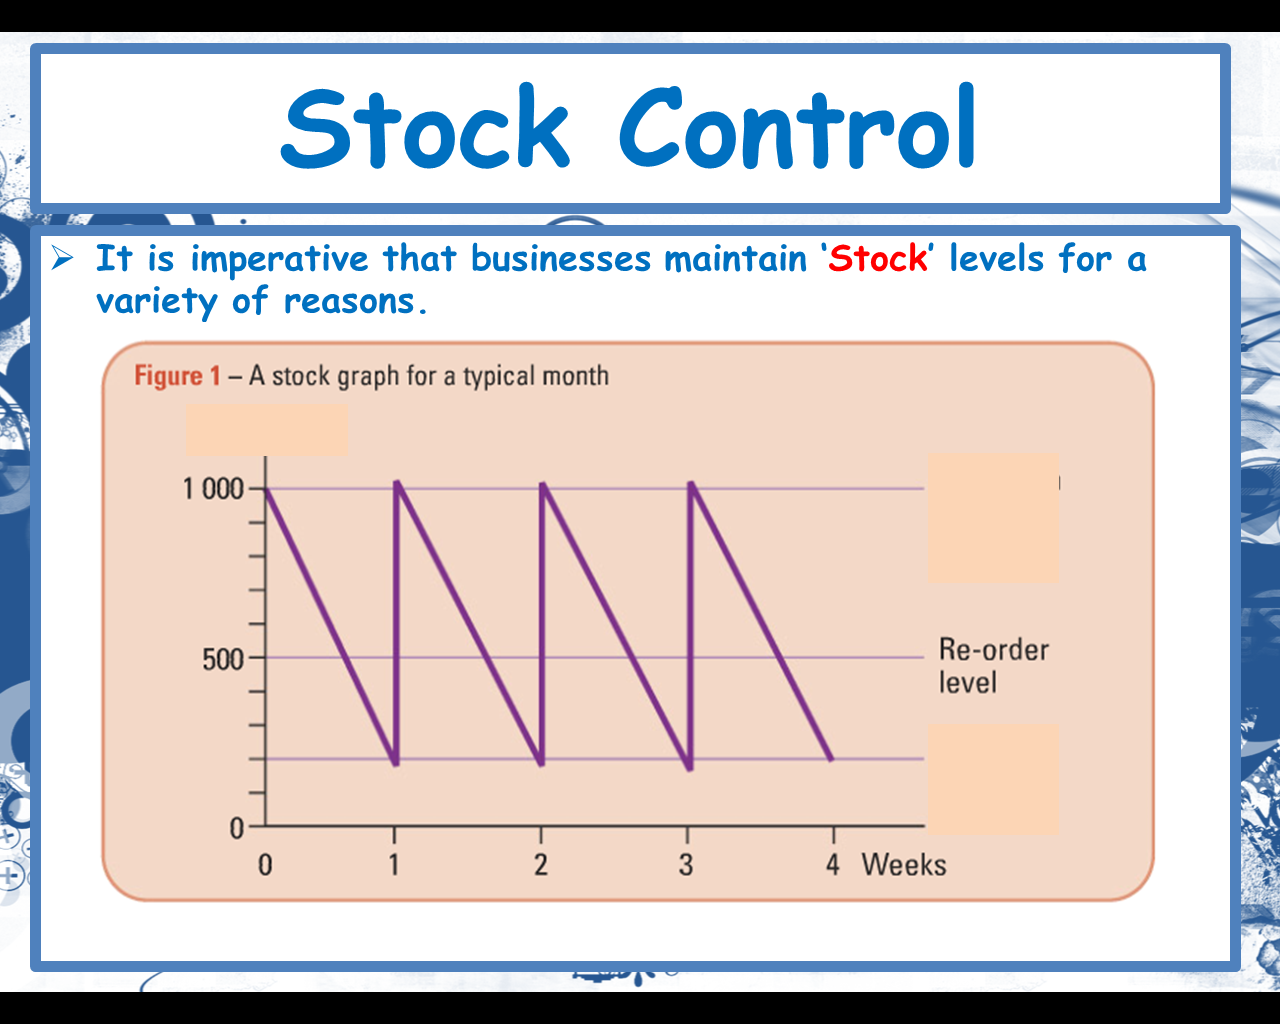 Stock Control
It is imperative that businesses maintain ‘Stock’ levels for a
variety of reasons.
Figure 1 – A stock graph for a typical month
1 000
500
Re-order
level
0
0 1 2 3 4 Weeks